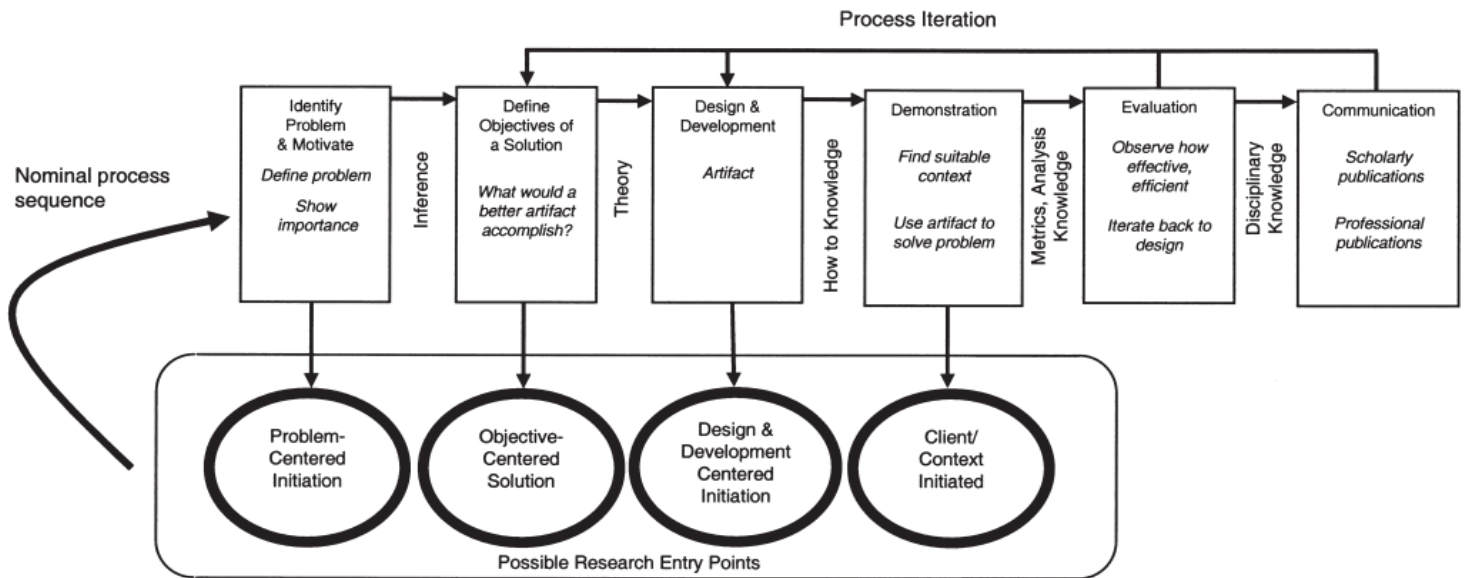 Process Iteration
Nominal process
sequence
Identify
Problem
& Motivate
Define problem
Show
importance
Inference
Define
Objectives of
a Solution
What would a
better artifact
accomplish?
Theory
Design &
Development
Artifact
How to Knowledge
Demonstration
Find suitable
context
Use artifact to
solve problem
Metrics, Analysis
Knowledge
Evaluation
Observe how
effective,
efficient
Iterate back to
design
Disciplinary
Knowledge
Communication
Scholarly
publications
Professional
publications
Problem-
Centered
Initiation
Objective-
Centered
Solution
Design &
Development
Centered
Initiation
Client/
Context
Initiated
Possible Research Entry Points